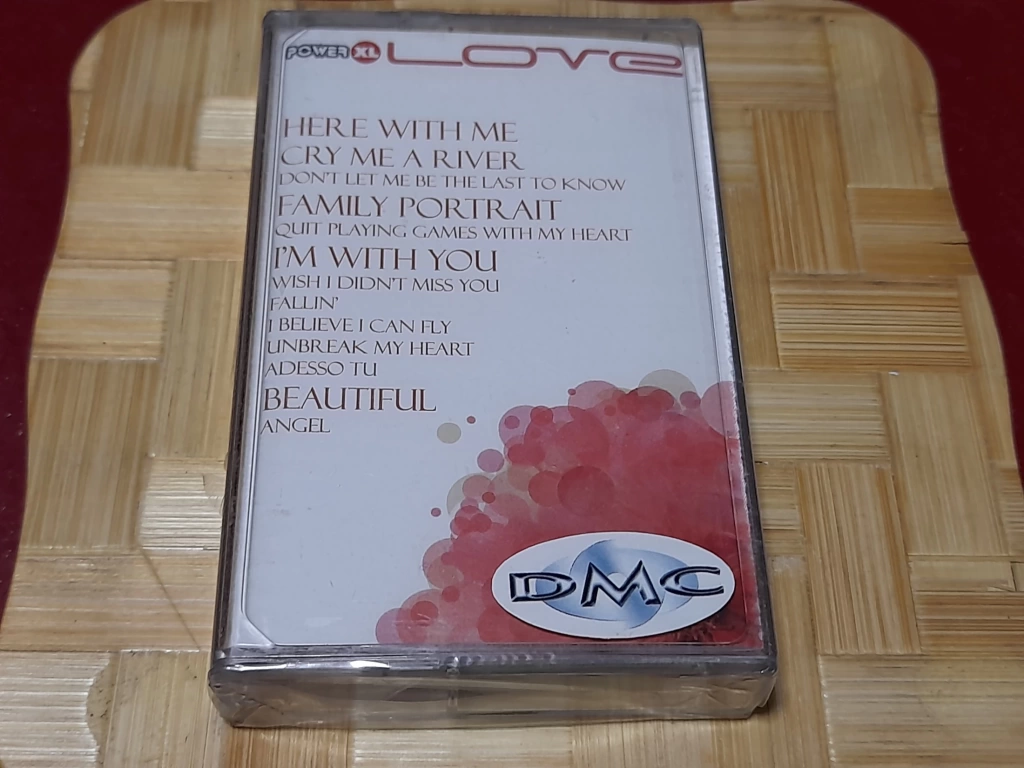 POWER XL LOVE
HERE WITH ME
CRY ME A RIVER
DON'T LET ME BE THE LAST TO KNOW
FAMILY PORTRAIT
QUIT PLAYING GAMES WITH MY HEART
I'M WITH YOU
WISH I DIDN'T MISS YOU
FALLIN'
I BELIEVE I CAN FLY
UNBREAK MY HEART
ADESSO TU
BEAUTIFUL
ANGEL
DMC